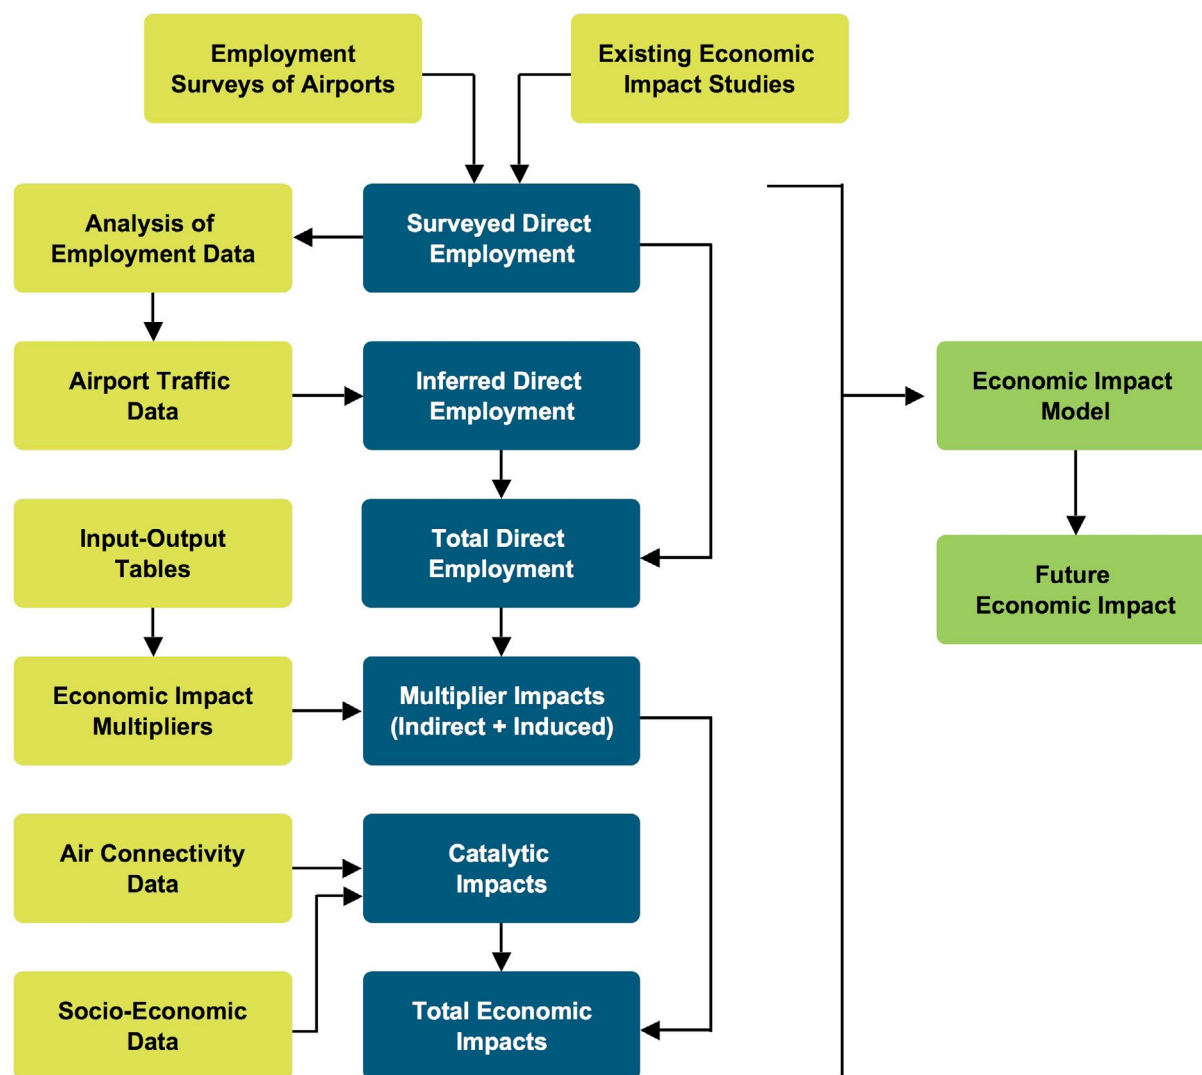 Employment
Surveys of Airports
Existing Economic
Impact Studies
Analysis of
Employment Data
Surveyed Direct
Employment
Airport Traffic
Data
Inferred Direct
Employment
Economic Impact
Model
Input-Output
Tables
Total Direct
Employment
Future
Economic Impact
Economic Impact
Multipliers
Multiplier Impacts
(Indirect + Induced)
Air Connectivity
Data
Catalytic
Impacts
Socio-Economic
Data
Total Economic
Impacts